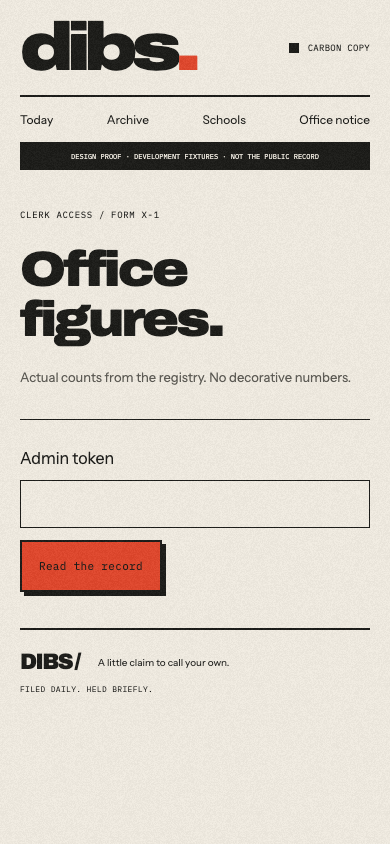 dibs.
CARBON COPY
Today Archive Schools Office notice
DESIGN PROOF · DEVELOPMENT FIXTURES · NOT THE PUBLIC RECORD
CLERK ACCESS / FORM X-1
Office
figures.
Actual counts from the registry. No decorative numbers.
Admin token
Read the record
DIBS/ A little claim to call your own.
FILED DAILY. HELD BRIEFLY.